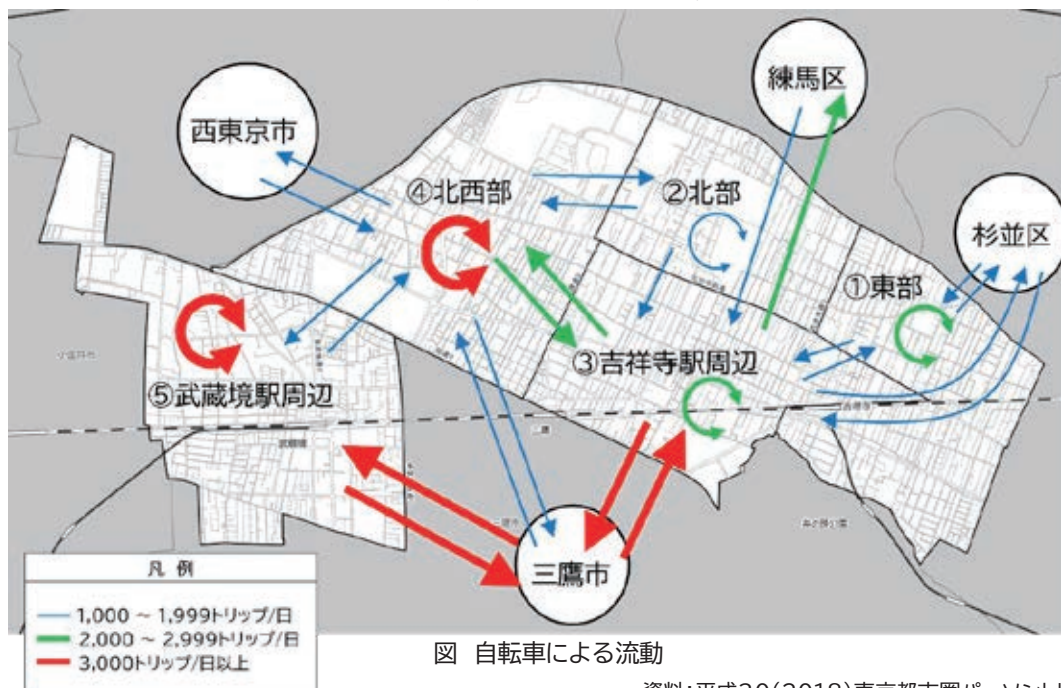 練馬区
西東京市
④北西部
②北部
杉並区
①東部
③吉祥寺駅周辺
⑤武蔵境駅周辺
三鷹市
凡 例
1,000 ~ 1,999トリップ/日
2,000 ~ 2,999トリップ/日
3,000トリップ/日以上
図 自転車による流動